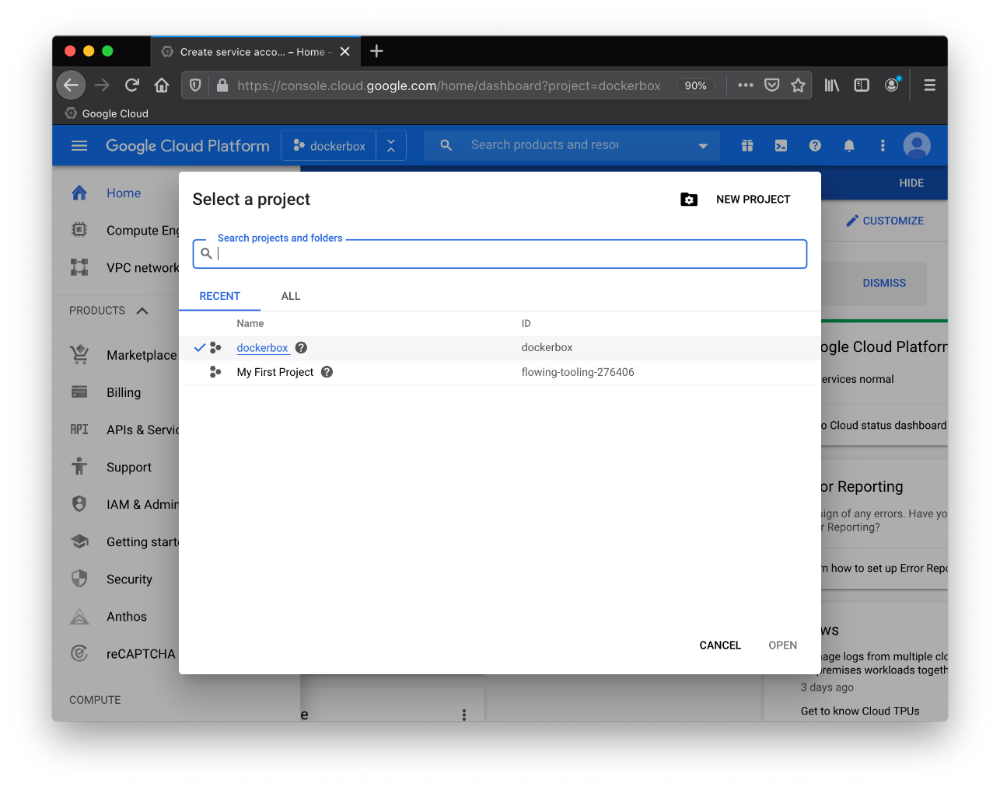 Create service acco... – Home –
https://console.cloud.google.com/home/dashboard?project=dockerbox
90%
Google Cloud
Google Cloud Platform
dockerbox
Search products and resou
HIDE
Home
Compute Eng
VPC network
PRODUCTS
Marketplace
Billing
API
APIs & Servic
Support
IAM & Admin
Getting starte
Security
Anthos
reCAPTCHA
COMPUTE
Select a project
NEW PROJECT
Search projects and folders
RECENT
ALL
Name
ID
dockerbox
dockerbox
My First Project
flowing-tooling-276406
CANCEL
OPEN
CUSTOMIZE
DISMISS
ogle Cloud Platform
ervices normal
o Cloud status dashboard
or Reporting
sign of any errors. Have yo
r Reporting?
n how to set up Error Repo
ws
nage logs from multiple clo
premises workloads togeth
3 days ago
Get to know Cloud TPUs
e